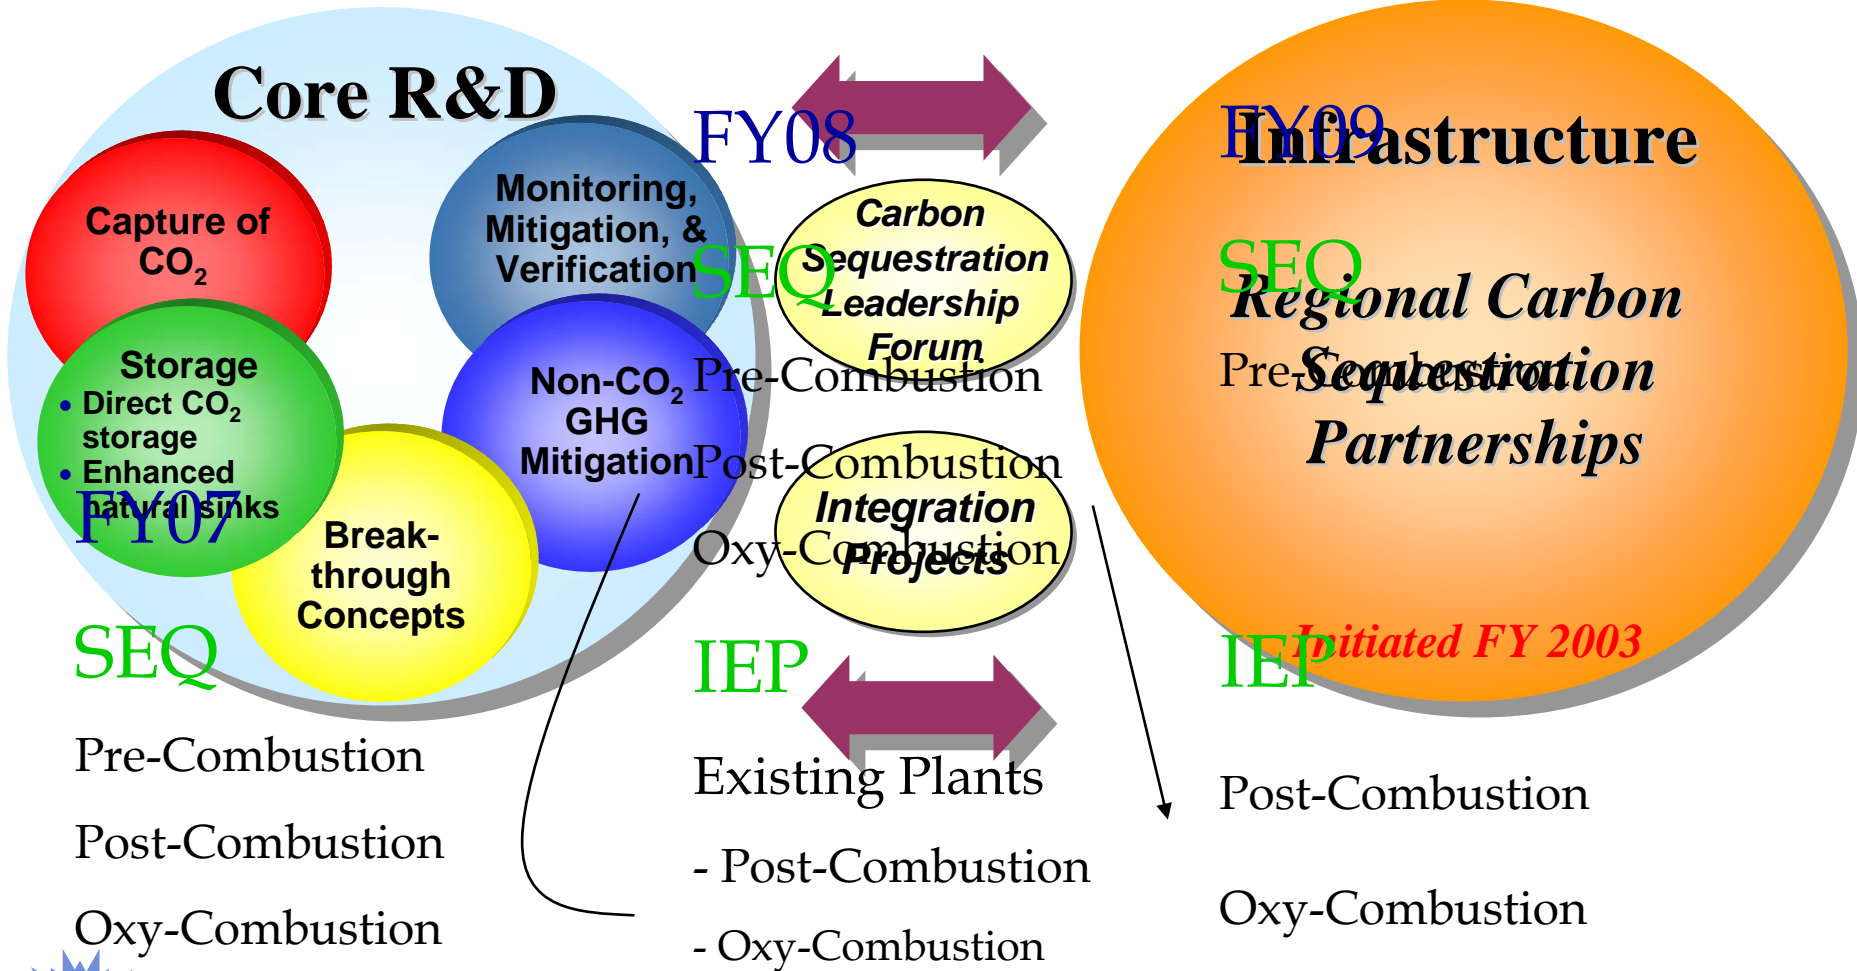 Core R&D
Capture of
CO2
Monitoring,
Mitigation, &
Verification
Storage
• Direct CO2
storage
• Enhanced
natural sinks
Non-CO2
GHG
Mitigation
Break-
through
Concepts
Carbon
Sequestration
Leadership
Forum
Integration
Projects
Infrastructure
Regional Carbon
Sequestration
Partnerships
Initiated FY 2003
FY07
SEQ
Pre-Combustion
Post-Combustion
Oxy-Combustion
FY08
SEQ
Pre-Combustion
Post-Combustion
Oxy-Combustion
IEP
Existing Plants
- Post-Combustion
- Oxy-Combustion
FY09
SEQ
Pre-Combustion
IEP
Post-Combustion
Oxy-Combustion